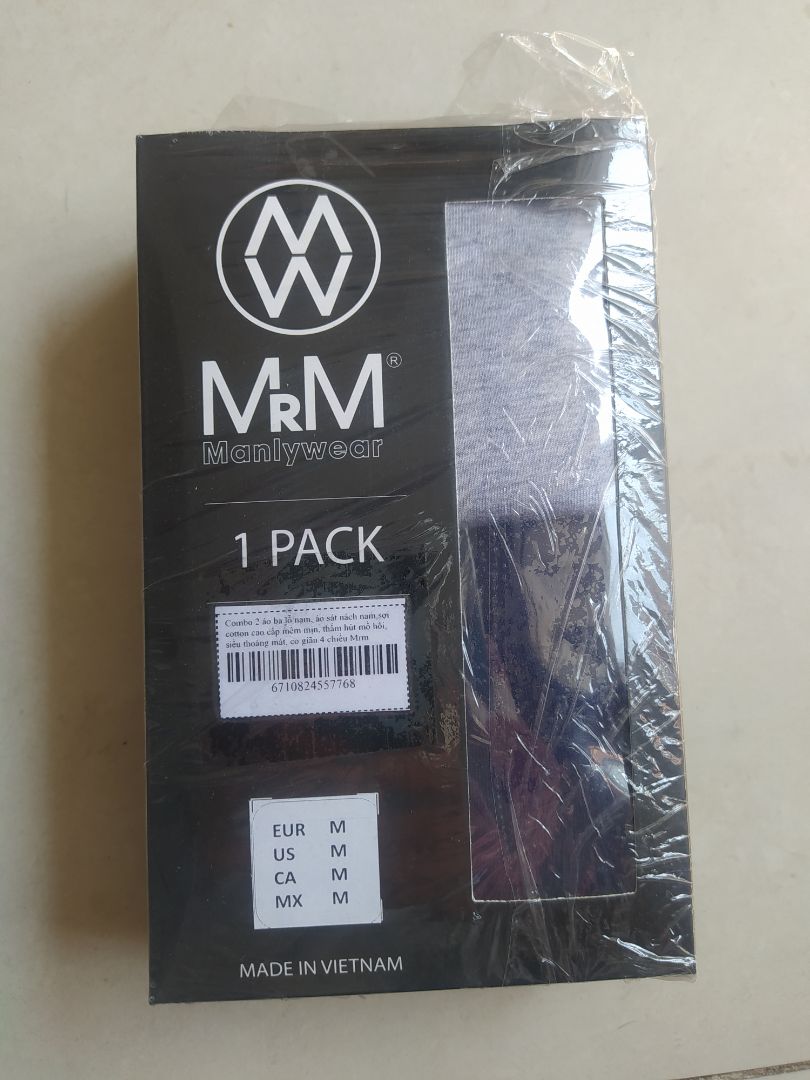 MRM®
Manlywear
1 PACK
Combo 2 áo ba lỗ nam, áo sát nách nam,sợi
cotton cao cấp mềm mịn, thấm hút mồ hôi,
siêu thoáng mát, co giãn 4 chiều Mrm
6710824557768
EUR M
US M
CA M
MX M
MADE IN VIETNAM